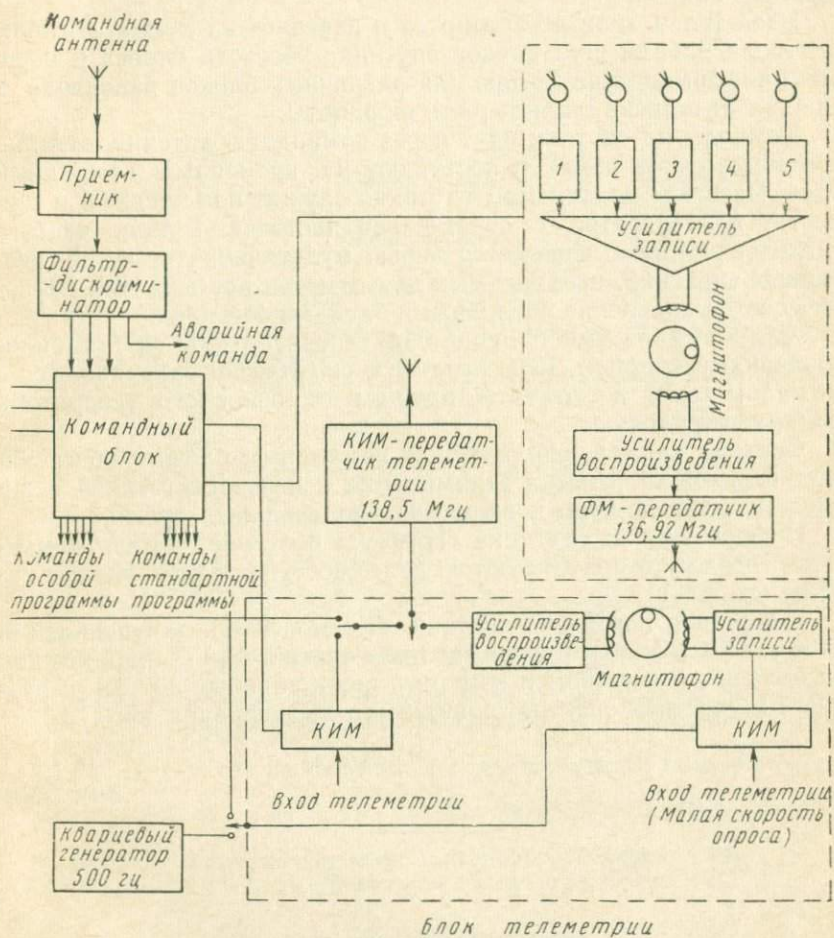 Командная
антенна
Прием-
ник
Фильтр-
-дискрими-
натор
Аварийная
команда
Командный
блок
Команды
особой
программы
Команды
стандартной
программы
КИМ-передат-
чик телемет-
рии
138,5 Мгц
1 2 3 4 5
Усилитель
записи
Магнитофон
Усилитель
воспроизведения
ФМ-передатчик
136,92 Мгц
Усилитель
воспроизве-
дения
Магнитофон
Усилитель
записи
КИМ
Вход телеметрии
КИМ
Вход телеметрии
(Малая скорость
опроса)
Кварцевый
генератор
500 гц
Блок телеметрии